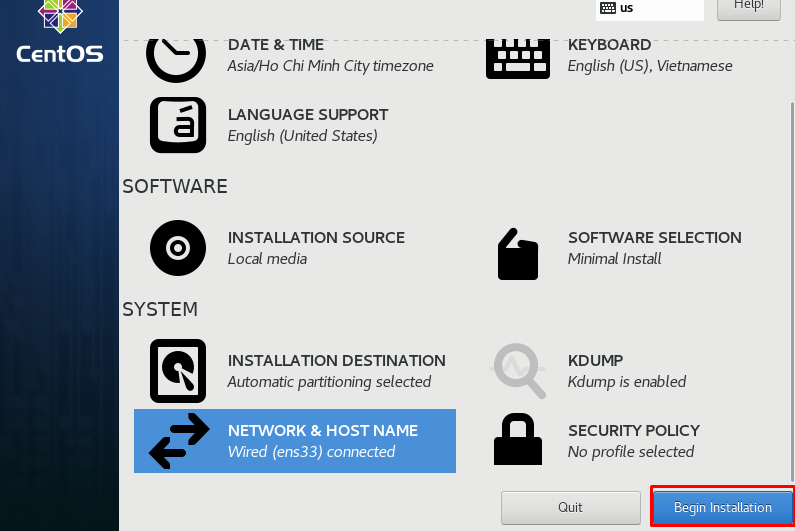 us
Help!
CentOS
DATE & TIME
Asia/Ho Chi Minh City timezone
KEYBOARD
English (US), Vietnamese
á
LANGUAGE SUPPORT
English (United States)
SOFTWARE
INSTALLATION SOURCE
Local media
SOFTWARE SELECTION
Minimal Install
SYSTEM
INSTALLATION DESTINATION
Automatic partitioning selected
KDUMP
Kdump is enabled
NETWORK & HOST NAME
Wired (ens33) connected
SECURITY POLICY
No profile selected
Quit
Begin Installation